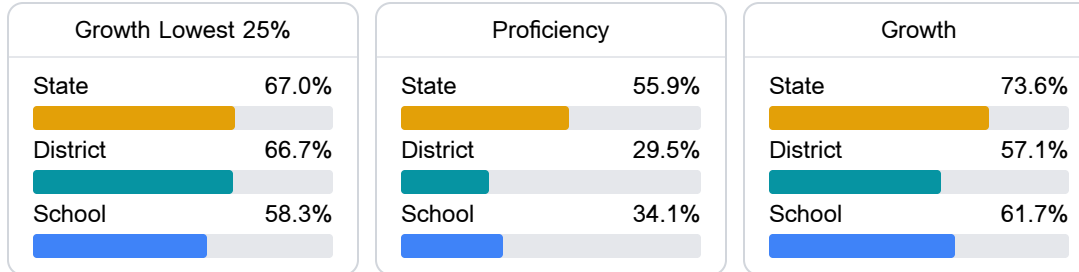 Growth Lowest 25%
State 67.0%
District 66.7%
School 58.3%
Proficiency
State 55.9%
District 29.5%
School 34.1%
Growth
State 73.6%
District 57.1%
School 61.7%